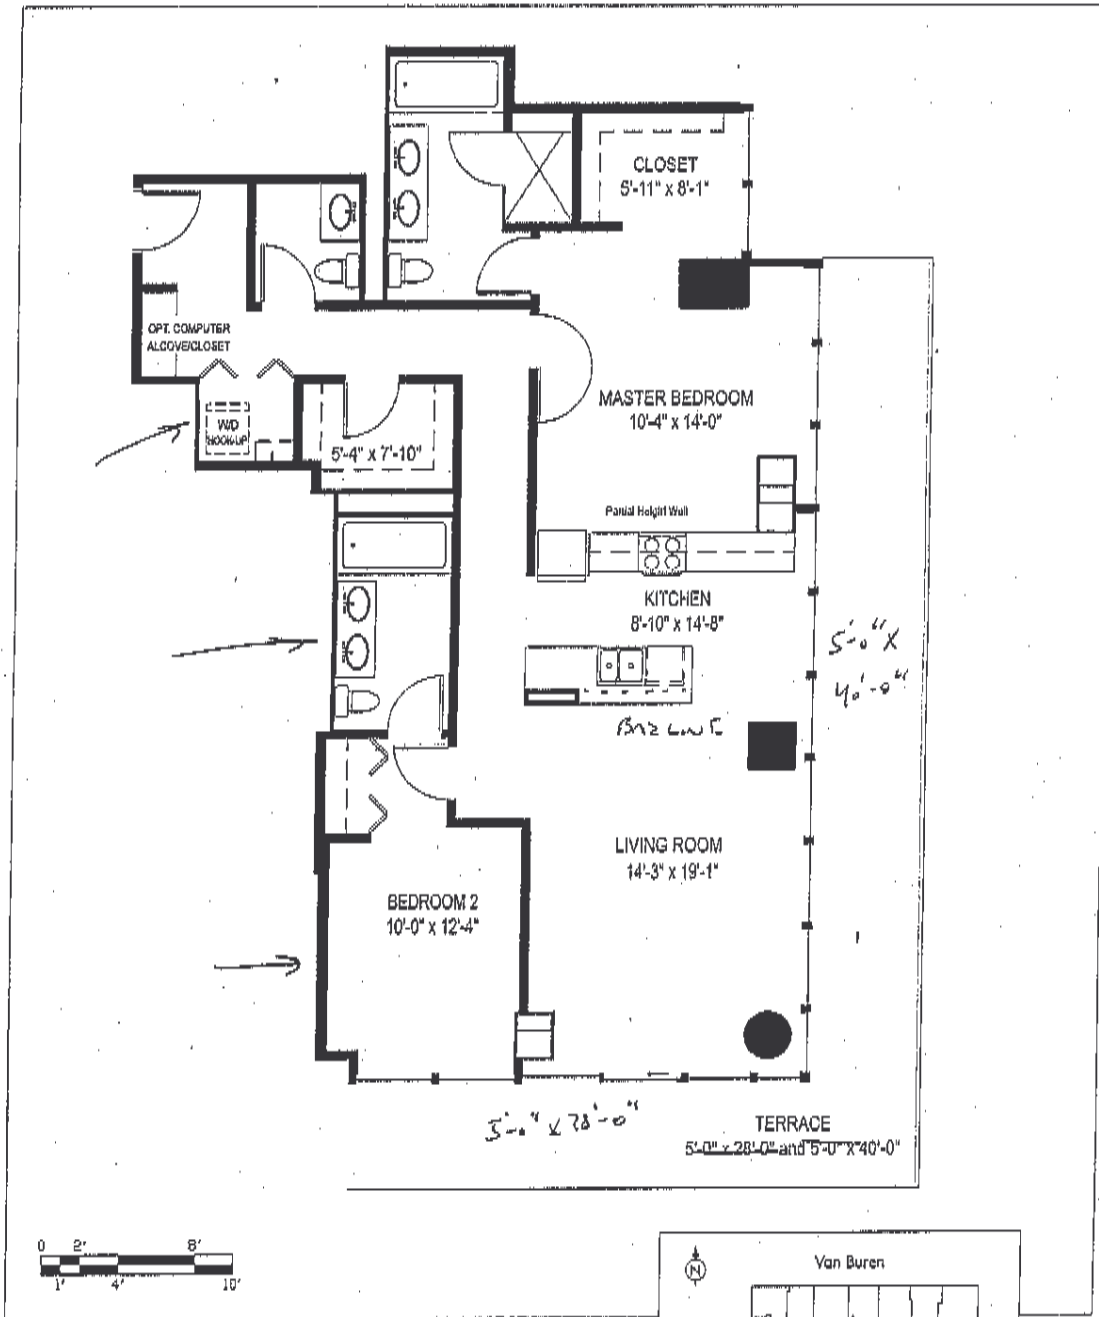 CLOSET
5'-11" x 8'-1"
OPT. COMPUTER
ALCOVE/CLOSET
MASTER BEDROOM
10'-4" x 14'-0"
W/D
HOOK-UP
5'-4" x 7'-10"
Partial Height Wall
KITCHEN
8'-10" x 14'-8"
5'-0" x
40'-0"
LIVING ROOM
14'-3" x 19'-1"
BEDROOM 2
10'-0" x 12'-4"
5'-0" x 28'-0"
TERRACE
5'-0" x 28'-0" and 5'-0" x 40'-0"
0 2' 8'
1' 4' 10'
N
Van Buren